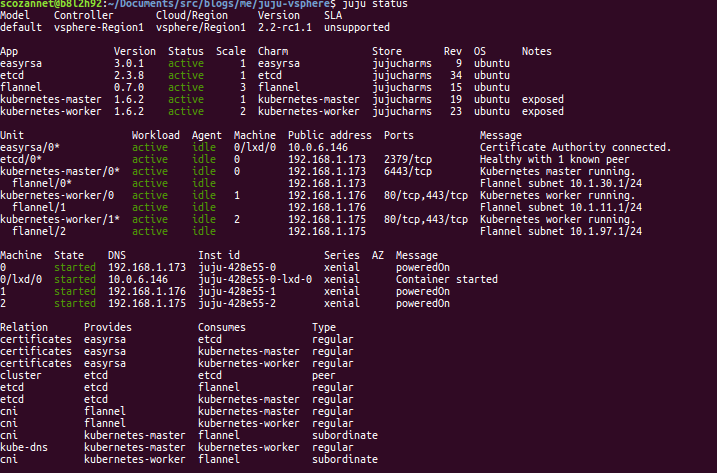 scozannet@b8l2h92:~/Documents/src/blogs/me/juju-vsphere$ juju status
Model    Controller       Cloud/Region     Version    SLA
default  vsphere-Region1  vsphere/Region1  2.2-rc1.1  unsupported
App                Version  Status  Scale  Charm              Store       Rev  OS      Notes
easyrsa            3.0.1    active      1  easyrsa            jujucharms    9  ubuntu
etcd               2.3.8    active      1  etcd               jujucharms   34  ubuntu
flannel            0.7.0    active      3  flannel            jujucharms   15  ubuntu
kubernetes-master  1.6.2    active      1  kubernetes-master  jujucharms   19  ubuntu  exposed
kubernetes-worker  1.6.2    active      2  kubernetes-worker  jujucharms   23  ubuntu  exposed
Unit                  Workload  Agent  Machine  Public address  Ports           Message
easyrsa/0*            active    idle   0/lxd/0  10.0.6.146                      Certificate Authority connected.
etcd/0*               active    idle   0        192.168.1.173   2379/tcp        Healthy with 1 known peer
kubernetes-master/0*  active    idle   0        192.168.1.173   6443/tcp        Kubernetes master running.
  flannel/0*          active    idle            192.168.1.173                   Flannel subnet 10.1.30.1/24
kubernetes-worker/0   active    idle   1        192.168.1.176   80/tcp,443/tcp  Kubernetes worker running.
  flannel/1           active    idle            192.168.1.176                   Flannel subnet 10.1.11.1/24
kubernetes-worker/1*  active    idle   2        192.168.1.175   80/tcp,443/tcp  Kubernetes worker running.
  flannel/2           active    idle            192.168.1.175                   Flannel subnet 10.1.97.1/24
Machine  State    DNS            Inst id              Series  AZ  Message
0        started  192.168.1.173  juju-428e55-0        xenial      poweredOn
0/lxd/0  started  10.0.6.146     juju-428e55-0-lxd-0  xenial      Container started
1        started  192.168.1.176  juju-428e55-1        xenial      poweredOn
2        started  192.168.1.175  juju-428e55-2        xenial      poweredOn
Relation      Provides           Consumes           Type
certificates  easyrsa            etcd               regular
certificates  easyrsa            kubernetes-master  regular
certificates  easyrsa            kubernetes-worker  regular
cluster       etcd               etcd               peer
etcd          etcd               flannel            regular
etcd          etcd               kubernetes-master  regular
cni           flannel            kubernetes-master  regular
cni           flannel            kubernetes-worker  regular
cni           kubernetes-master  flannel            subordinate
kube-dns      kubernetes-master  kubernetes-worker  regular
cni           kubernetes-worker  flannel            subordinate